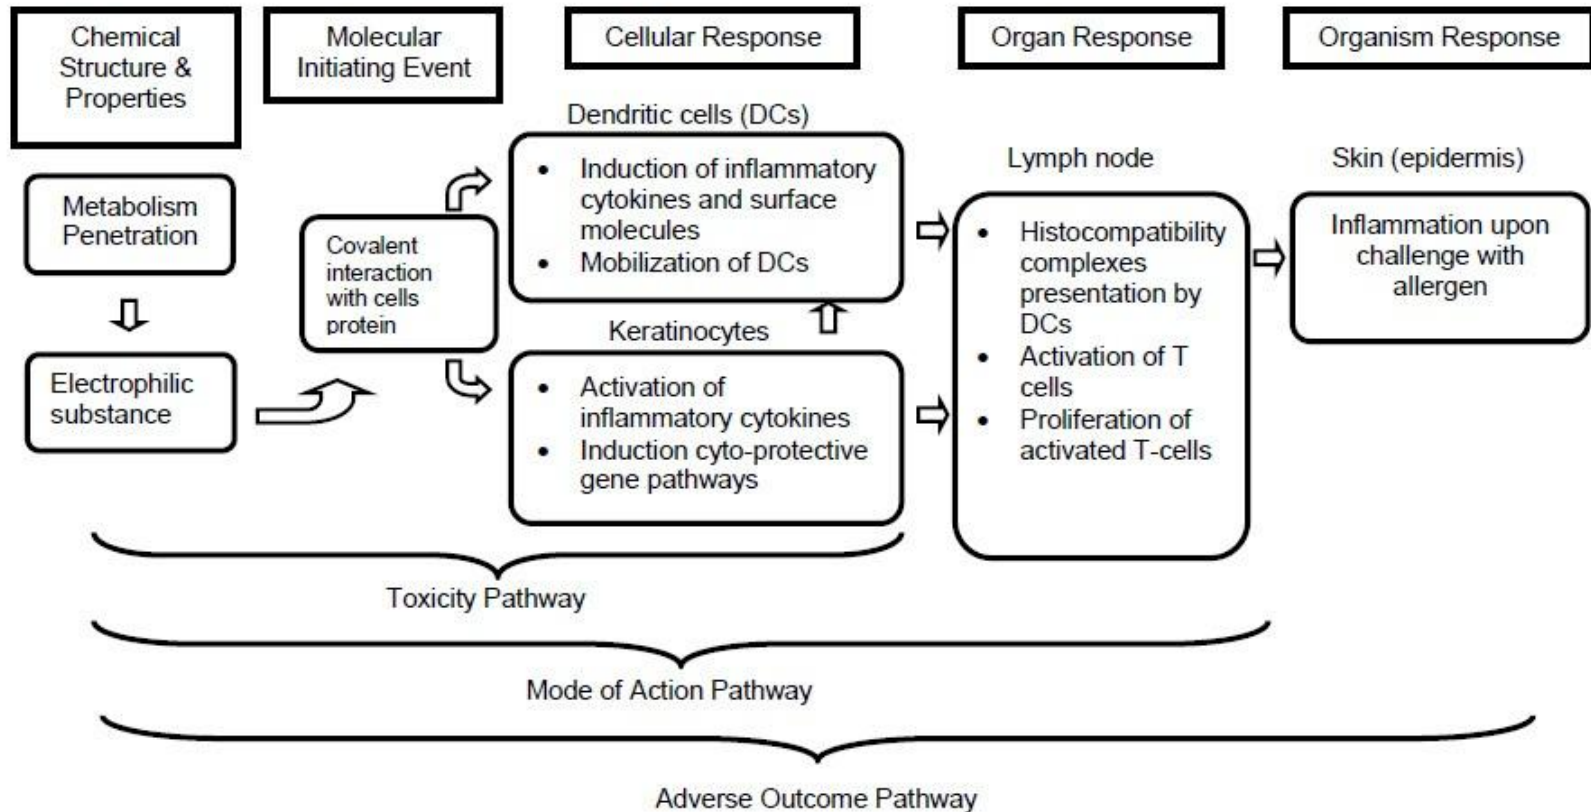 Chemical
Structure &
Properties
Molecular
Initiating Event
Cellular Response
Organ Response
Organism Response
Metabolism
Penetration
Electrophilic
substance
Covalent
interaction
with cells
protein
Dendritic cells (DCs)
• Induction of inflammatory
cytokines and surface
molecules
• Mobilization of DCs
Keratinocytes
• Activation of
inflammatory cytokines
• Induction cyto-protective
gene pathways
Lymph node
• Histocompatibility
complexes
presentation by
DCs
• Activation of T
cells
• Proliferation of
activated T-cells
Skin (epidermis)
Inflammation upon
challenge with
allergen
Toxicity Pathway
Mode of Action Pathway
Adverse Outcome Pathway